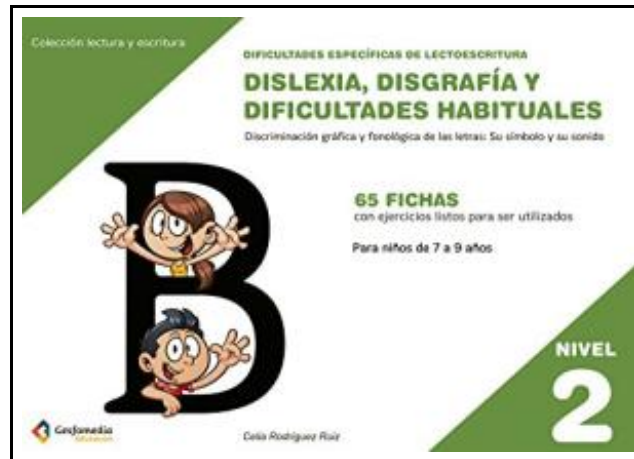 Colección lectura y escritura
DIFICULTADES ESPECÍFICAS DE LECTOESCRITURA
DISLEXIA, DISGRAFÍA Y
DIFICULTADES HABITUALES
Discriminación gráfica y fonológica de las letras: Su símbolo y su sonido
65 FICHAS
con ejercicios listos para ser utilizados
Para niños de 7 a 9 años
B
NIVEL
2
Gesfomedia
educación
Celia Rodríguez Ruiz